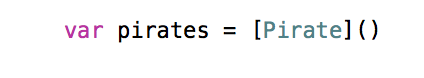 var pirates = [Pirate]()